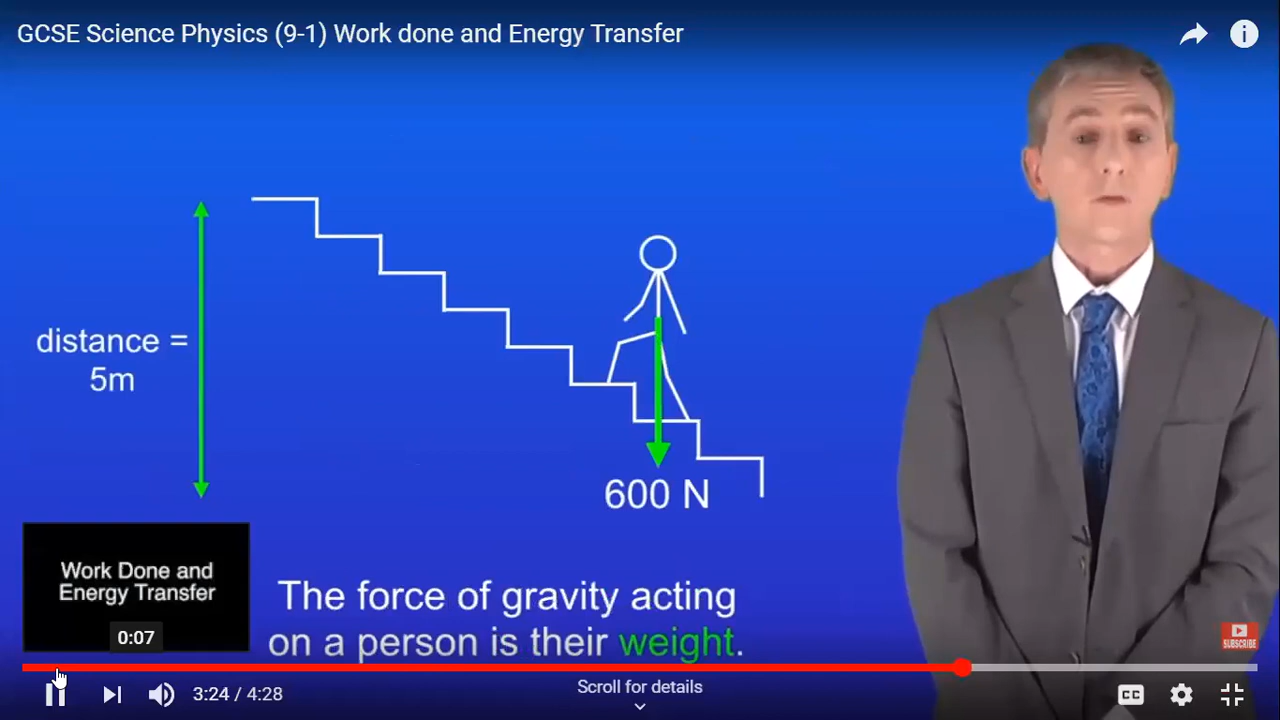 GCSE Science Physics (9-1) Work done and Energy Transfer
distance =
5m
600 N
Work Done and
Energy Transfer
0:07
The force of gravity acting
on a person is their weight.
SUBSCRIBE
3:24 / 4:28
Scroll for details
CC